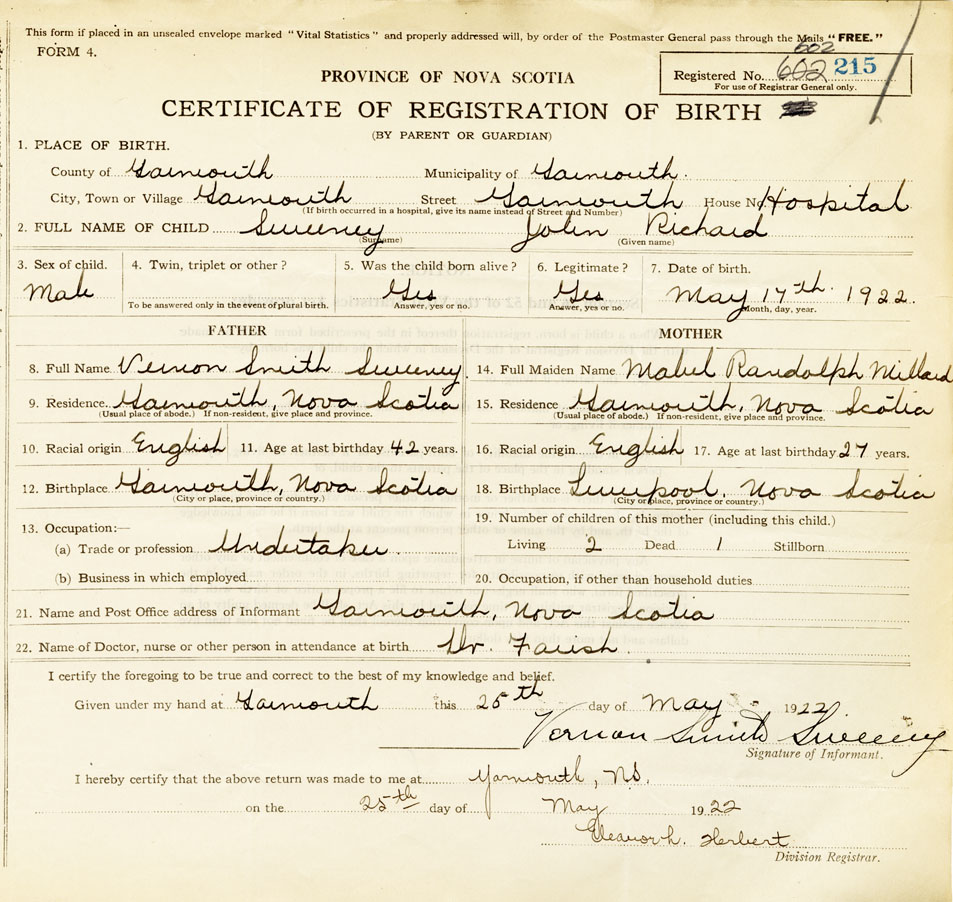 This form if placed in an unsealed envelope marked "Vital Statistics" and properly addressed will, by order of the Postmaster General pass through the Mails "FREE."
FORM 4.
602
Registered No. 602 215
For use of Registrar General only.
PROVINCE OF NOVA SCOTIA
CERTIFICATE OF REGISTRATION OF BIRTH
(BY PARENT OR GUARDIAN)
1. PLACE OF BIRTH.
County of Yarmouth Municipality of Yarmouth.
City, Town or Village Yarmouth Street Yarmouth House No Hospital
(If birth occurred in a hospital, give its name instead of Street and Number)
2. FULL NAME OF CHILD Sweeney John Richard
(Surname) (Given name)
3. Sex of child. 4. Twin, triplet or other? 5. Was the child born alive? 6. Legitimate? 7. Date of birth.
Male Yes Yes May 17th. 1922.
To be answered only in the event of plural birth. Answer, yes or no. Answer, yes or no. Month, day, year.
FATHER MOTHER
8. Full Name Vernon Smith Sweeney. 14. Full Maiden Name Mabel Randolph Millard
9. Residence Yarmouth, Nova Scotia 15. Residence Yarmouth, Nova Scotia
(Usual place of abode.) If non-resident, give place and province. (Usual place of abode.) If non-resident, give place and province.
10. Racial origin English 11. Age at last birthday 42 years. 16. Racial origin English 17. Age at last birthday 27 years.
12. Birthplace Yarmouth, Nova Scotia 18. Birthplace Liverpool, Nova Scotia
(City or place, province or country.) (City or place, province or country.)
13. Occupation:— 19. Number of children of this mother (including this child.)
(a) Trade or profession Undertaker. Living 2 Dead 1 Stillborn
(b) Business in which employed 20. Occupation, if other than household duties
21. Name and Post Office address of Informant Yarmouth, Nova Scotia
22. Name of Doctor, nurse or other person in attendance at birth Dr. Farish.
I certify the foregoing to be true and correct to the best of my knowledge and belief.
Given under my hand at Yarmouth this 25th day of May 1922
Vernon Smith Sweeney
Signature of Informant.
I hereby certify that the above return was made to me at Yarmouth, NS.
on the 25th day of May 1922
Eleanor L. Herbert
Division Registrar.